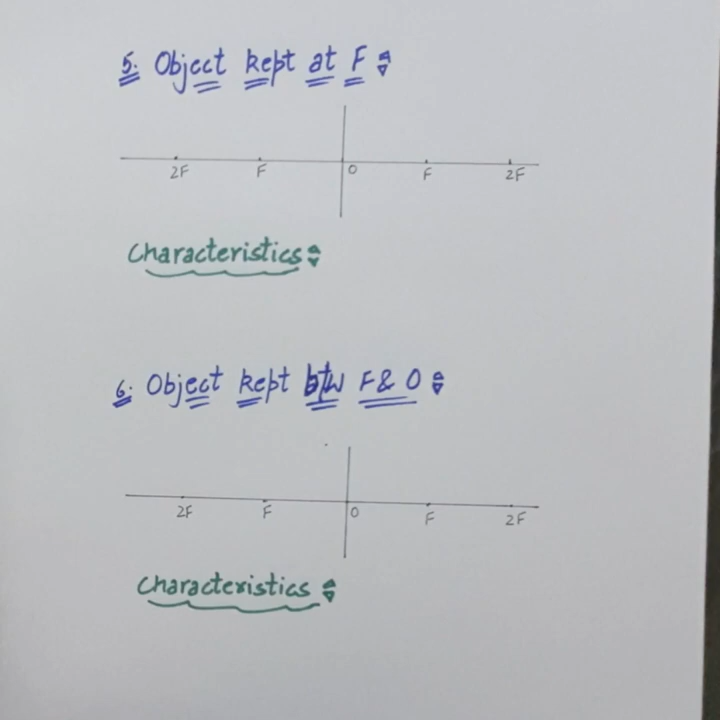 5. Object kept at F :
2F F O F 2F
Characteristics :
6. Object kept btw F & O :
2F F O F 2F
Characteristics :